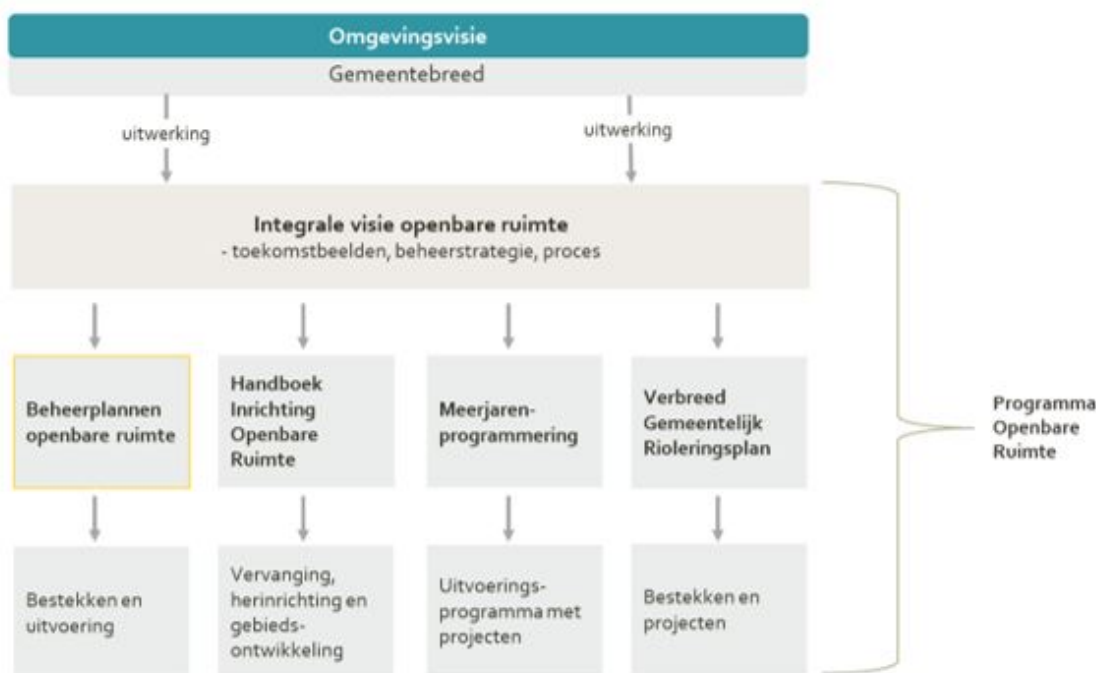 Omgevingsvisie
Gemeentebreed
uitwerking
uitwerking
Integrale visie openbare ruimte
- toekomstbeelden, beheerstrategie, proces
Beheerplannen
openbare ruimte
Handboek
Inrichting
Openbare
Ruimte
Meerjaren-
programmering
Verbreed
Gemeentelijk
Rioleringsplan
Programma
Openbare
Ruimte
Bestekken en
uitvoering
Vervanging,
herinrichting en
gebieds-
ontwikkeling
Uitvoerings-
programma met
projecten
Bestekken en
projecten